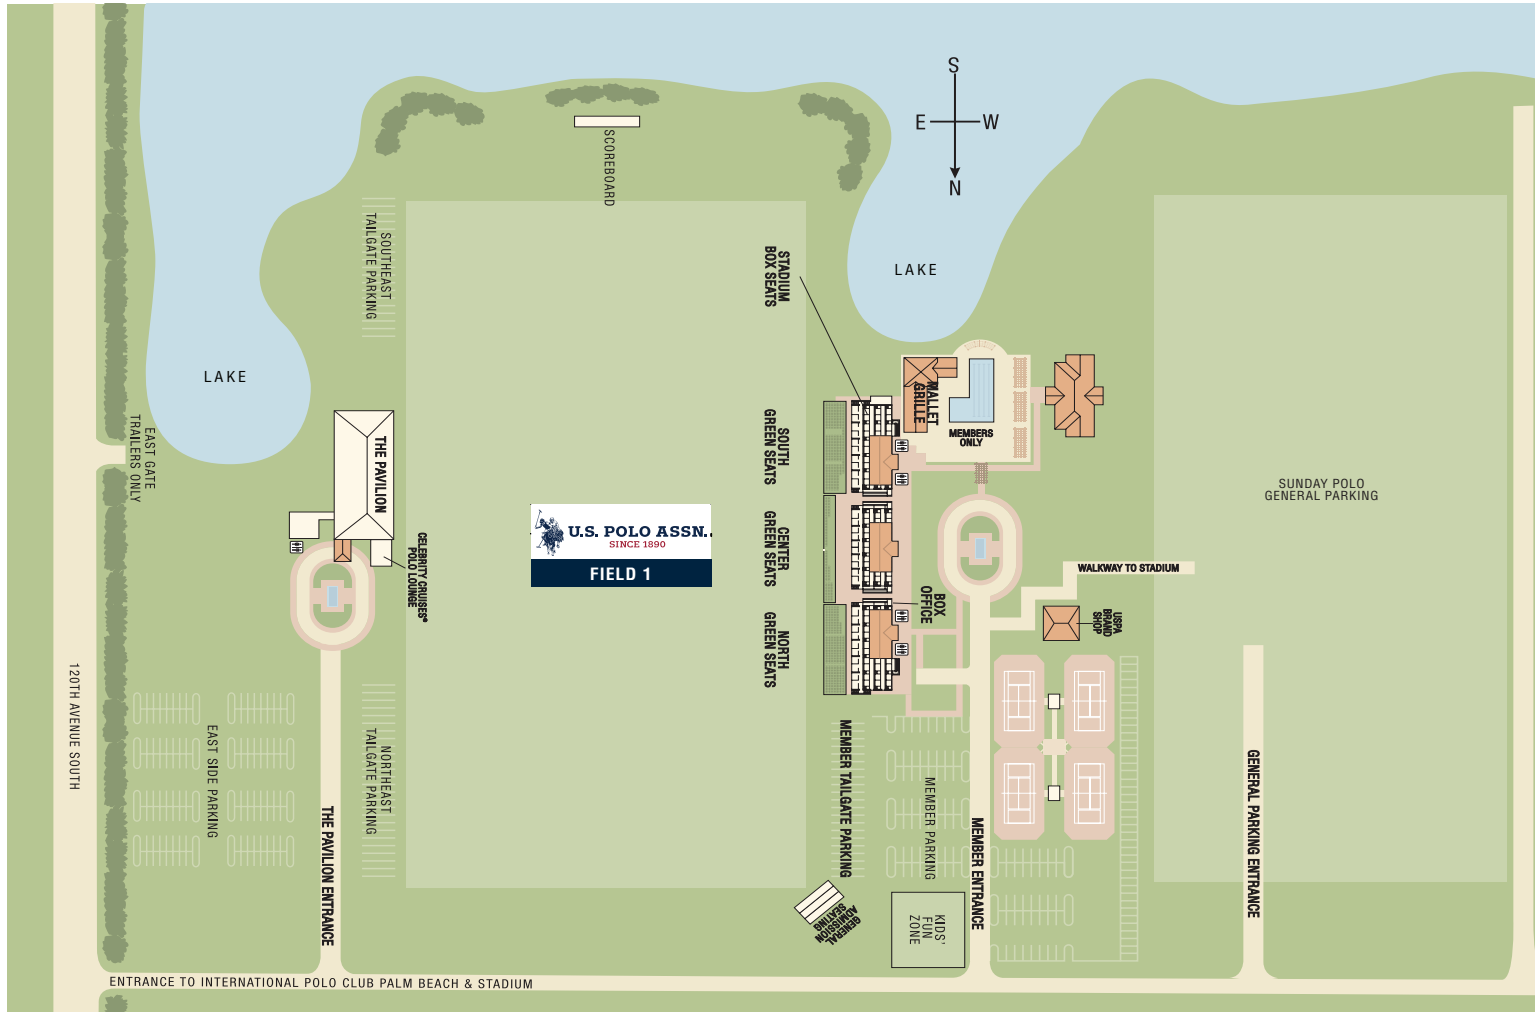 S
E
W
N
SCOREBOARD
SOUTHEAST
TAILGATE PARKING
STADIUM
BOX SEATS
LAKE
LAKE
MALLET
GRILLE
MEMBERS
ONLY
EAST GATE
TRAILERS ONLY
THE PAVILION
SOUTH
GREEN SEATS
SUNDAY POLO
GENERAL PARKING
U.S. POLO ASSN.
SINCE 1890
FIELD 1
CENTER
GREEN SEATS
CELEBRITY CRUISES®
POLO LOUNGE
WALKWAY TO STADIUM
BOX
OFFICE
USPA
BRAND
SHOP
NORTH
GREEN SEATS
120TH AVENUE SOUTH
EAST SIDE PARKING
NORTHEAST
TAILGATE PARKING
THE PAVILION ENTRANCE
MEMBER TAILGATE PARKING
MEMBER PARKING
MEMBER ENTRANCE
GENERAL PARKING ENTRANCE
GENERAL
ADMISSION
SEATING
KIDS'
FUN
ZONE
ENTRANCE TO INTERNATIONAL POLO CLUB PALM BEACH & STADIUM